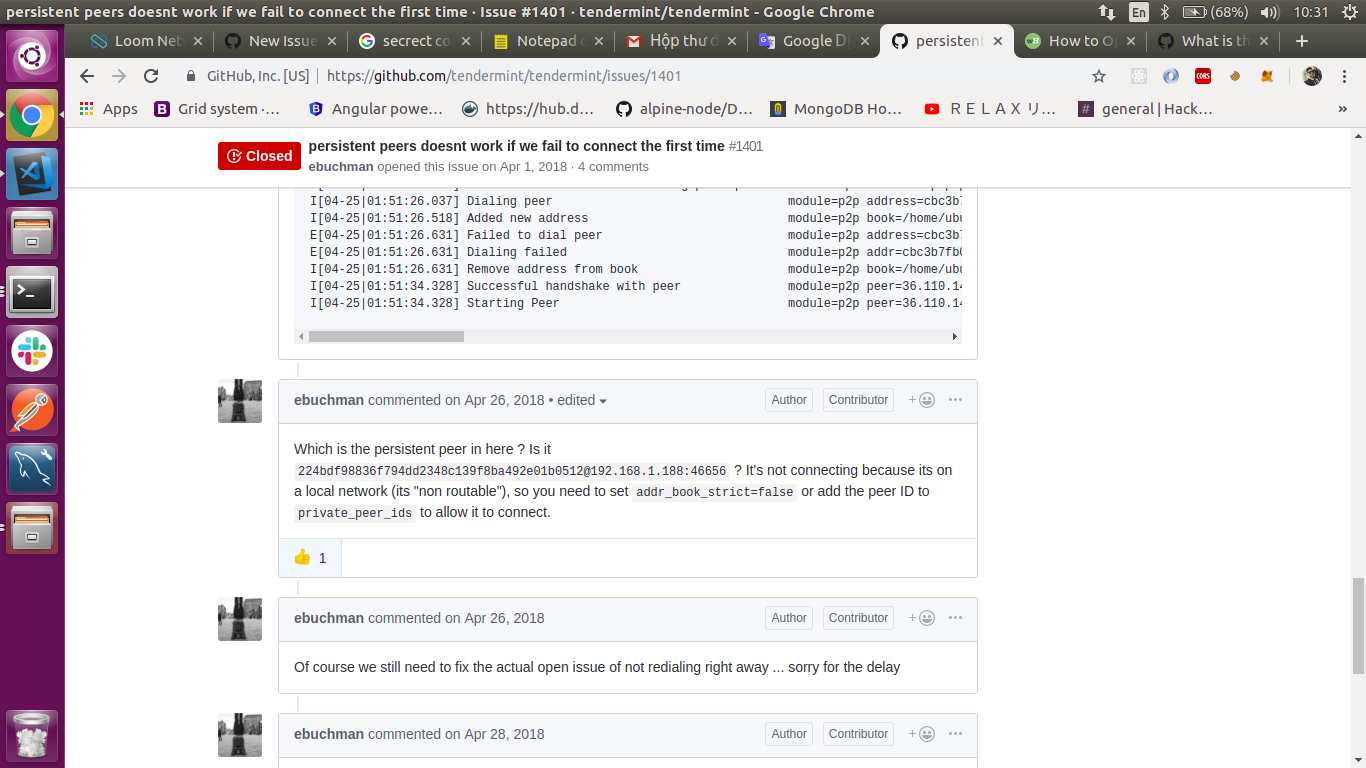 persistent peers doesnt work if we fail to connect the first time · Issue #1401 · tendermint/tendermint - Google Chrome
En (68%) 10:31
Loom Net
New Issue
secrect co
Notepad
Hộp thư đ
Google Dị
persistent
How to O
What is th
GitHub, Inc. [US] https://github.com/tendermint/tendermint/issues/1401
CORS
Apps
Grid system ·…
Angular powe…
https://hub.d…
alpine-node/D…
MongoDB Ho…
R E L A X リ…
general | Hack…
»
Closed
persistent peers doesnt work if we fail to connect the first time #1401
ebuchman opened this issue on Apr 1, 2018 · 4 comments
I[04-25|01:51:26.037] Dialing peer module=p2p address=cbc3b7
I[04-25|01:51:26.518] Added new address module=p2p book=/home/ubu
E[04-25|01:51:26.631] Failed to dial peer module=p2p addr=cbc3b7
E[04-25|01:51:26.631] Dialing failed module=p2p addr=cbc3b7fb0
I[04-25|01:51:26.631] Remove address from book module=p2p book=/home/ubu
I[04-25|01:51:34.328] Successful handshake with peer module=p2p peer=36.110.14
I[04-25|01:51:34.328] Starting Peer module=p2p peer=36.110.14
ebuchman commented on Apr 26, 2018 • edited
Author Contributor
Which is the persistent peer in here ? Is it
224bdf98836f794dd2348c139f8ba492e01b0512@192.168.1.188:46656 ? It's not connecting because its on
a local network (its "non routable"), so you need to set addr_book_strict=false or add the peer ID to
private_peer_ids to allow it to connect.
👍 1
ebuchman commented on Apr 26, 2018
Author Contributor
Of course we still need to fix the actual open issue of not redialing right away ... sorry for the delay
ebuchman commented on Apr 28, 2018
Author Contributor